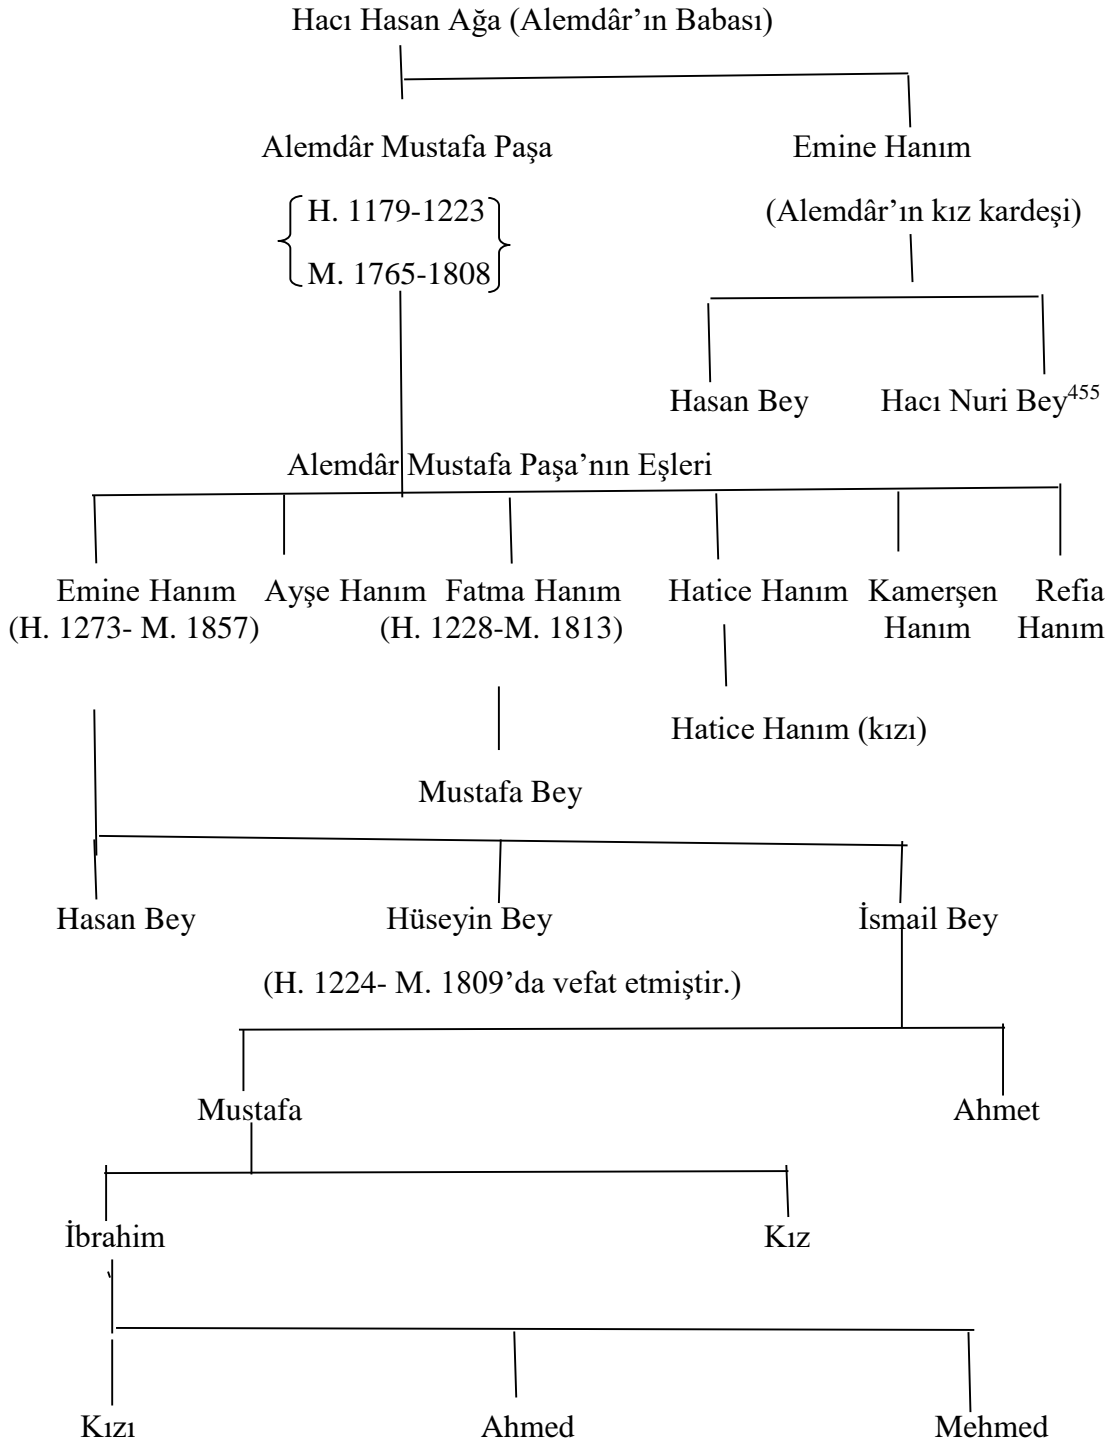 Hacı Hasan Ağa (Alemdâr’ın Babası)
Alemdâr Mustafa Paşa Emine Hanım
H. 1179-1223 (Alemdâr’ın kız kardeşi)
M. 1765-1808
Hasan Bey Hacı Nuri Bey455
Alemdâr Mustafa Paşa’nın Eşleri
Emine Hanım Ayşe Hanım Fatma Hanım Hatice Hanım Kamerşen Refia
(H. 1273- M. 1857) (H. 1228-M. 1813) Hanım Hanım
Hatice Hanım (kızı)
Mustafa Bey
Hasan Bey Hüseyin Bey İsmail Bey
(H. 1224- M. 1809’da vefat etmiştir.)
Mustafa Ahmet
İbrahim Kız
Kızı Ahmed Mehmed